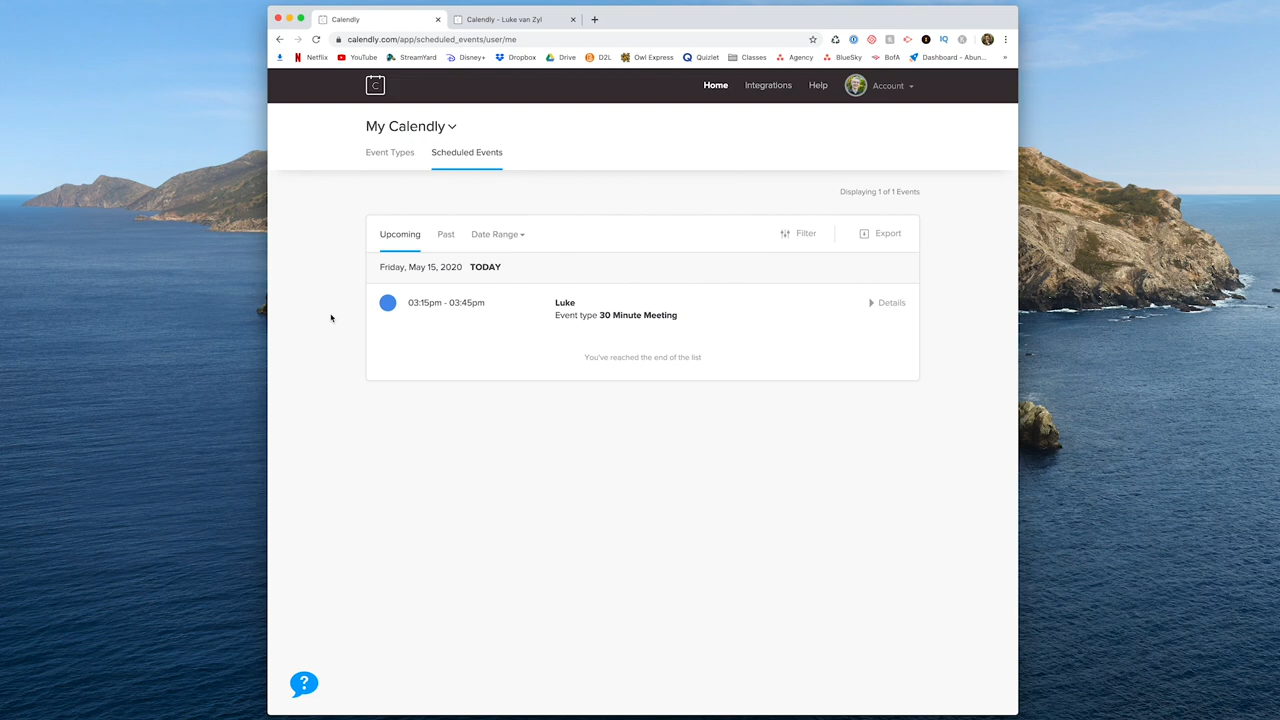 Calendly
Calendly - Luke van Zyl
calendly.com/app/scheduled_events/user/me
IQ
Netflix
YouTube
StreamYard
Disney+
Dropbox
Drive
D2L
Owl Express
Quizlet
Classes
Agency
BlueSky
BofA
Dashboard - Abun...
»
C
Home
Integrations
Help
Account
My Calendly
Event Types
Scheduled Events
Displaying 1 of 1 Events
Upcoming
Past
Date Range
Filter
Export
Friday, May 15, 2020 TODAY
03:15pm - 03:45pm
Luke
Details
Event type 30 Minute Meeting
You've reached the end of the list
?